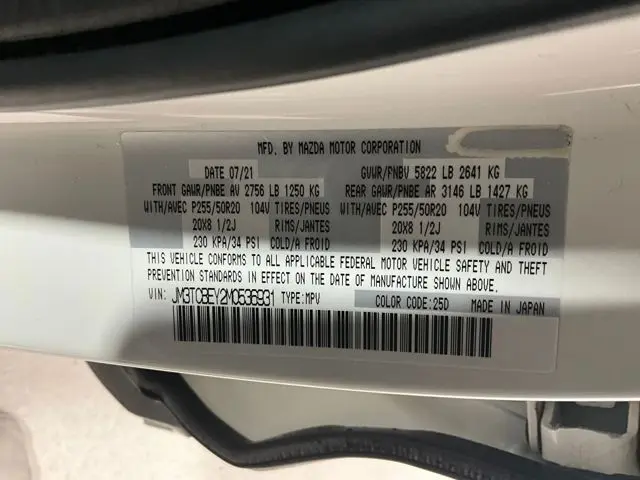 MFD. BY MAZDA MOTOR CORPORATION
DATE 07/21 GVWR/PNBV 5822 LB 2641 KG
FRONT GAWR/PNBE AV 2756 LB 1250 KG REAR GAWR/PNBE AR 3146 LB 1427 KG
WITH/AVEC P255/50R20 104V TIRES/PNEUS WITH/AVEC P255/50R20 104V TIRES/PNEUS
20X8 1/2J RIMS/JANTES 20X8 1/2J RIMS/JANTES
230 KPA/34 PSI COLD/A FROID 230 KPA/34 PSI COLD/A FROID
THIS VEHICLE CONFORMS TO ALL APPLICABLE FEDERAL MOTOR VEHICLE SAFETY AND THEFT
PREVENTION STANDARDS IN EFFECT ON THE DATE OF MANUFACTURE SHOWN ABOVE.
VIN: JM3TCBEY2M0536931 TYPE:MPV COLOR CODE:25D MADE IN JAPAN